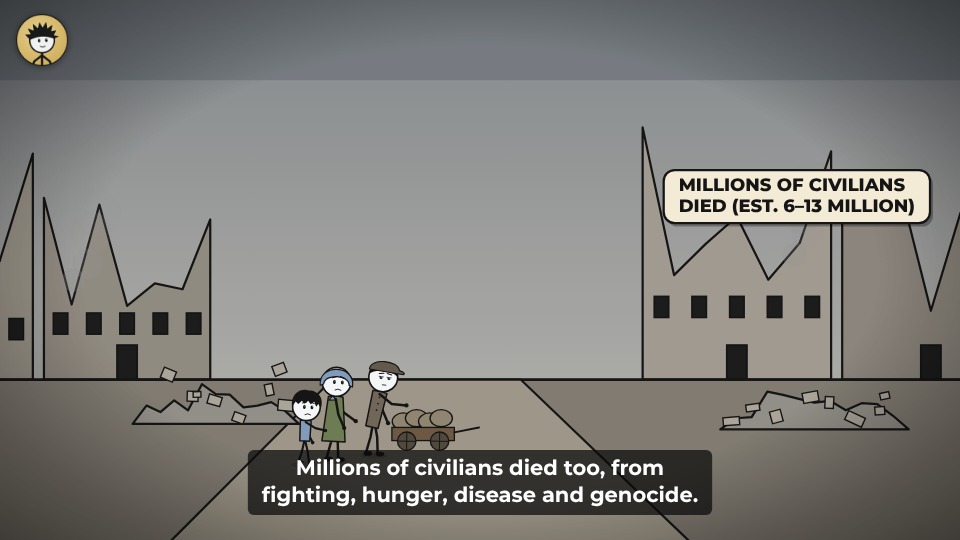 MILLIONS OF CIVILIANS
DIED (EST. 6–13 MILLION)
Millions of civilians died too, from
fighting, hunger, disease and genocide.